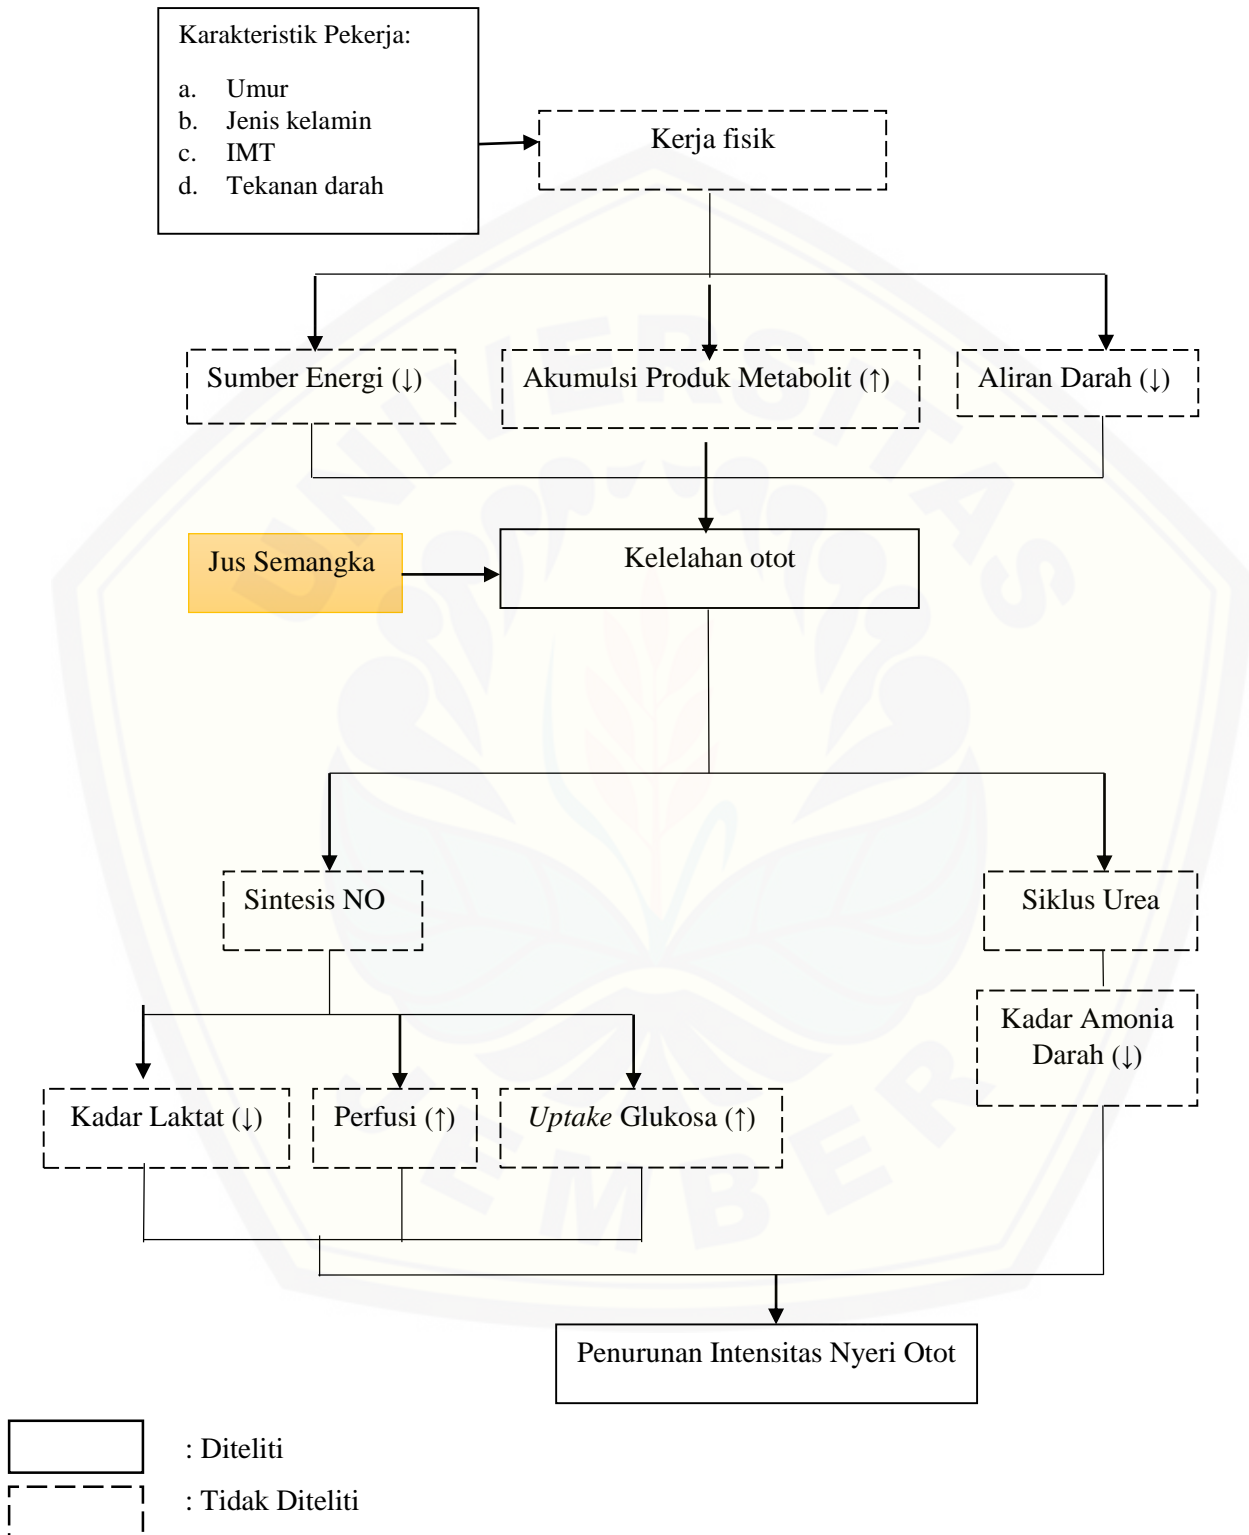 Karakteristik Pekerja:
a. Umur
b. Jenis kelamin
c. IMT
d. Tekanan darah
Kerja fisik
Sumber Energi (↓)
Akumulsi Produk Metabolit (↑)
Aliran Darah (↓)
Jus Semangka
Kelelahan otot
Sintesis NO
Siklus Urea
Kadar Amonia
Darah (↓)
Kadar Laktat (↓)
Perfusi (↑)
Uptake Glukosa (↑)
Penurunan Intensitas Nyeri Otot
: Diteliti
: Tidak Diteliti
UNIVERSITAS
JEMBER